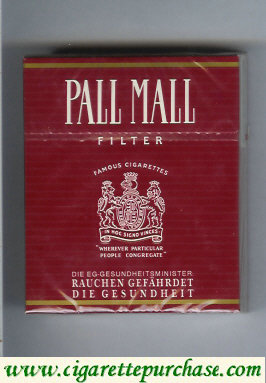 PALL MALL
FILTER
FAMOUS CIGARETTES
IN HOC SIGNO VINCES
"WHEREVER PARTICULAR
PEOPLE CONGREGATE"
DIE EG-GESUNDHEITSMINISTER:
RAUCHEN GEFÄHRDET
DIE GESUNDHEIT
www.cigarettepurchase.com